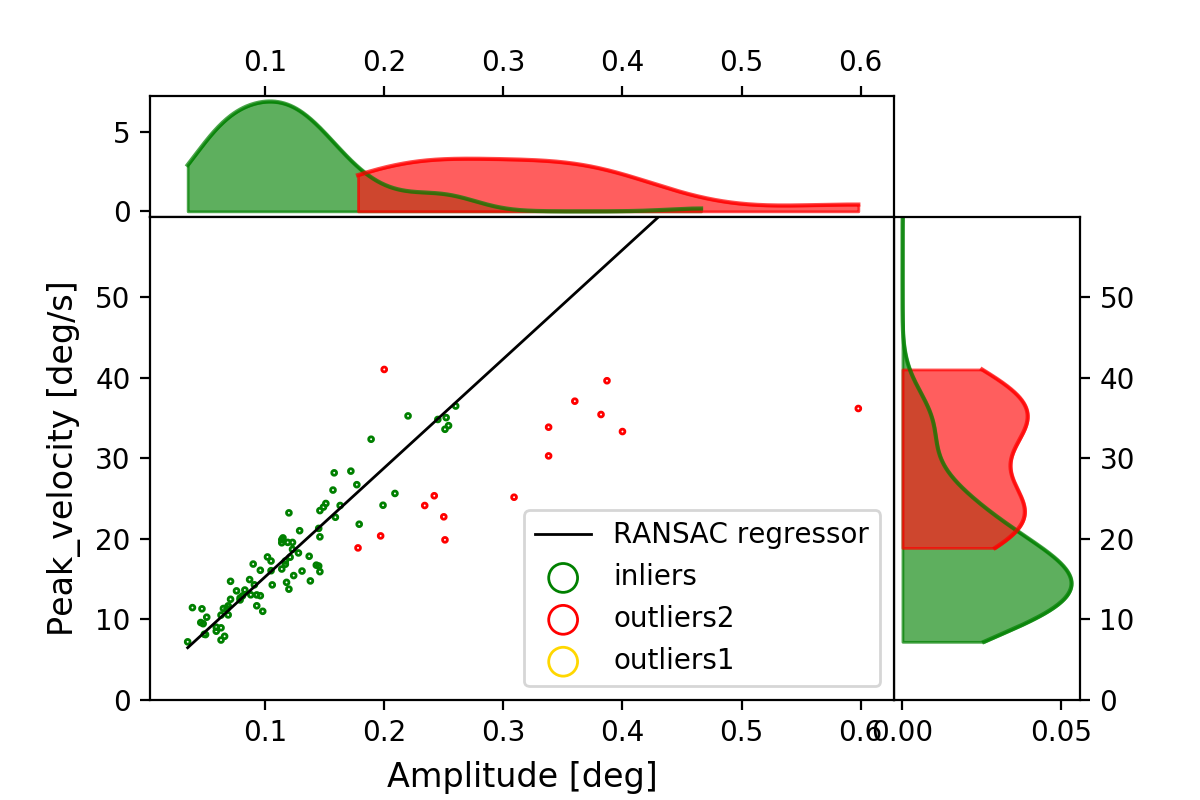 0.1 0.2 0.3 0.4 0.5 0.6
5
0
Peak_velocity [deg/s]
50
40
30
20
10
0
50
40
30
20
10
0
RANSAC regressor
inliers
outliers2
outliers1
0.1 0.2 0.3 0.4 0.5 0.6 0.00 0.05
Amplitude [deg]